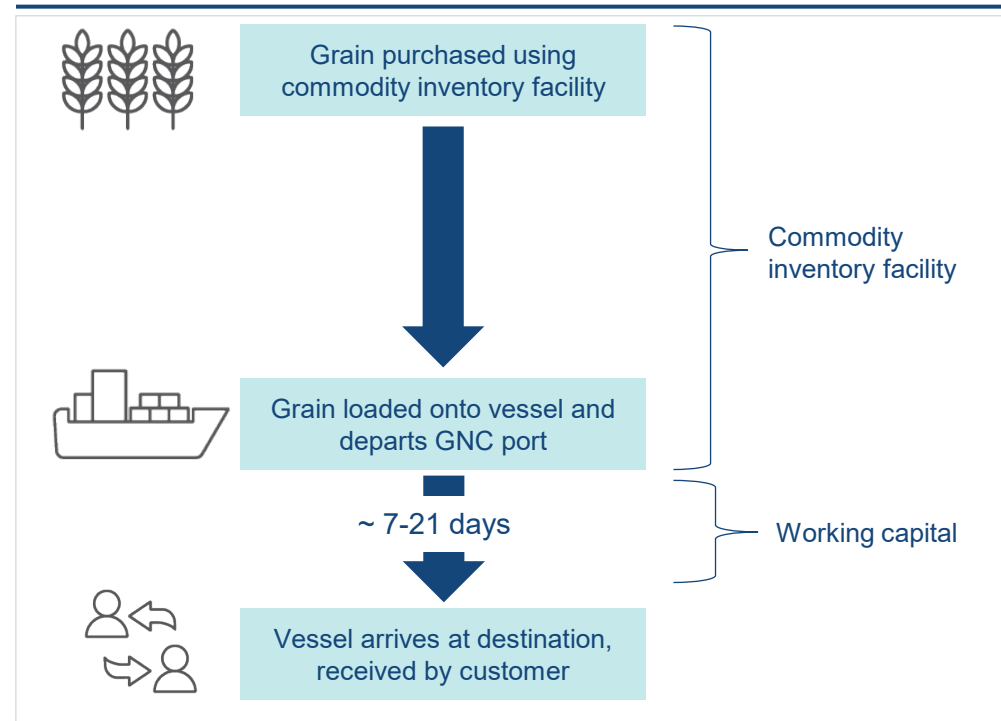 Grain purchased using
commodity inventory facility
Commodity
inventory facility
Grain loaded onto vessel and
departs GNC port
~ 7-21 days
Working capital
Vessel arrives at destination,
received by customer